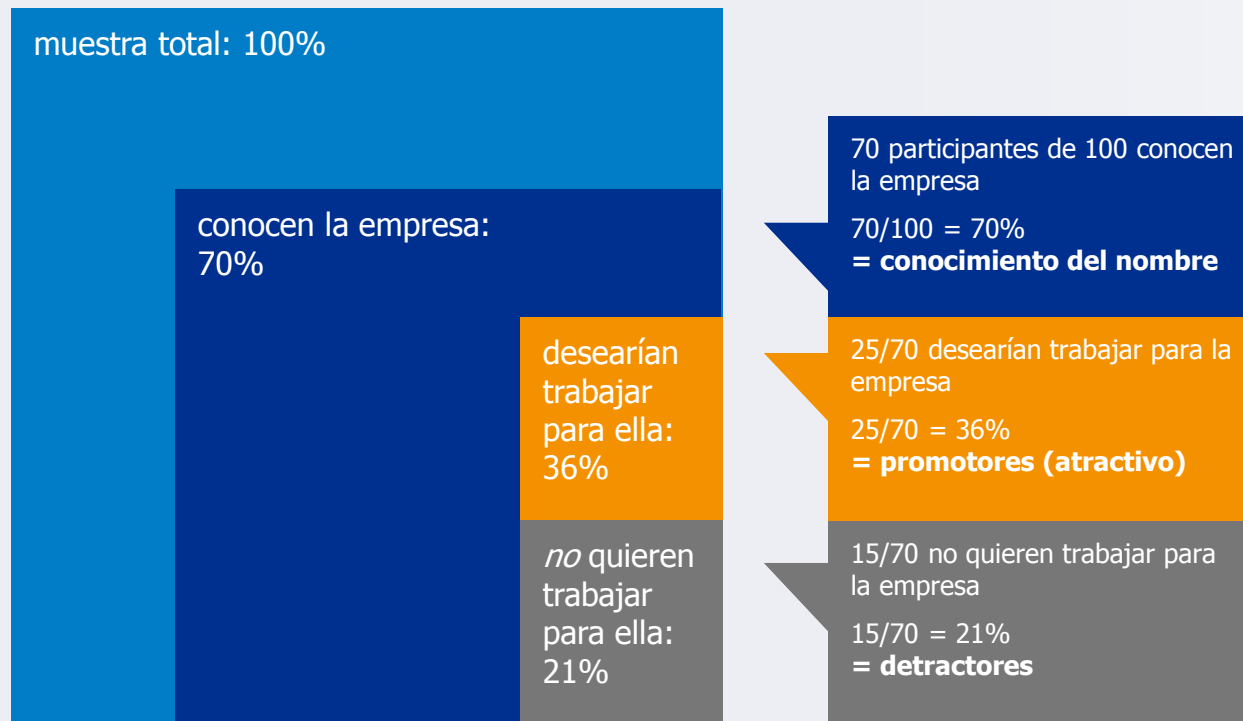 muestra total: 100%
conocen la empresa:
70%
desearían
trabajar
para ella:
36%
no quieren
trabajar
para ella:
21%
70 participantes de 100 conocen
la empresa
70/100 = 70%
= conocimiento del nombre
25/70 desearían trabajar para la
empresa
25/70 = 36%
= promotores (atractivo)
15/70 no quieren trabajar para
la empresa
15/70 = 21%
= detractores